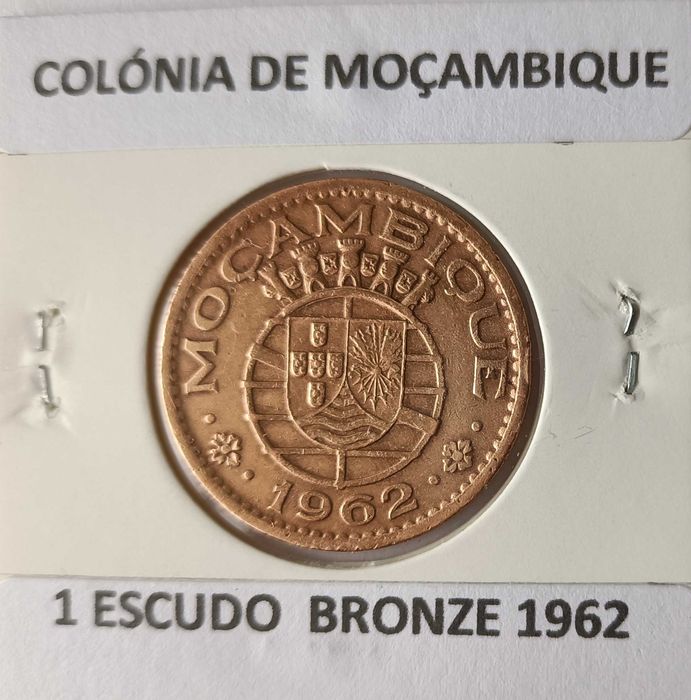 COLÓNIA DE MOÇAMBIQUE
MOÇAMBIQUE
1962
1 ESCUDO BRONZE 1962